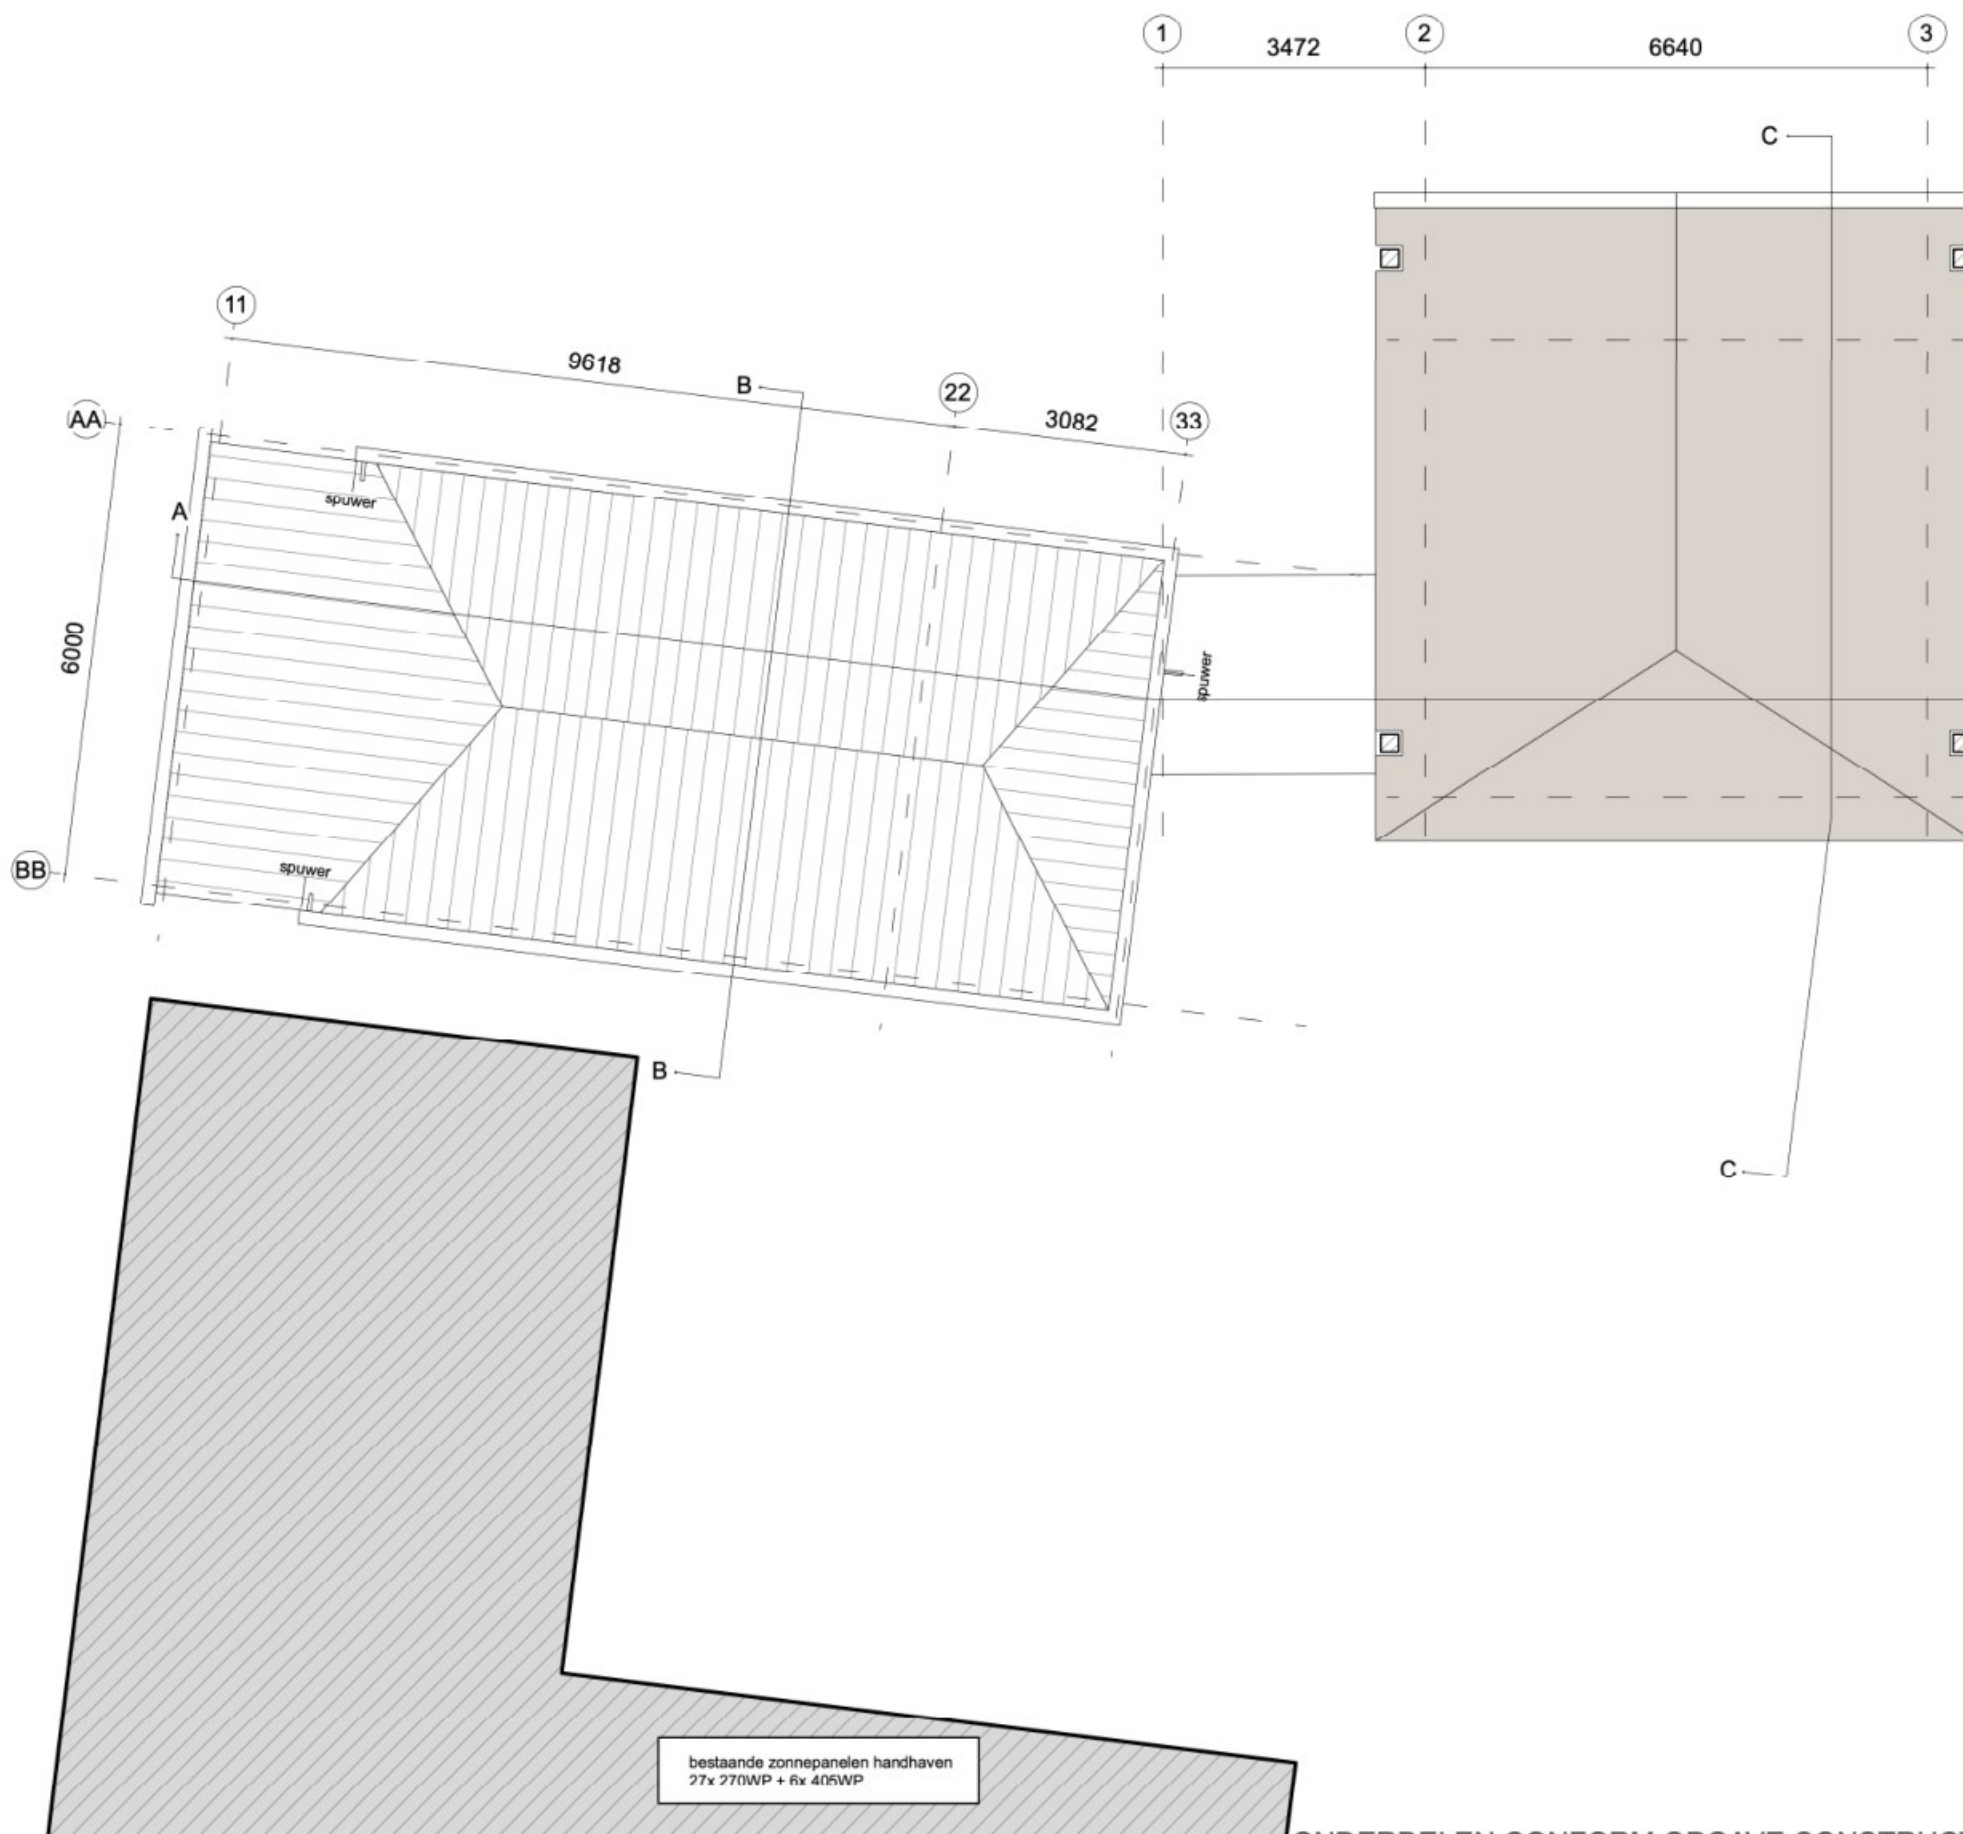 1
2
3
3472
6640
C
11
9618
B
22
3082
33
AA
A
spuwer
6000
spuwer
spuwer
BB
B
C
bestaande zonnepanelen handhaven
27x 270WP + 6x 405WP